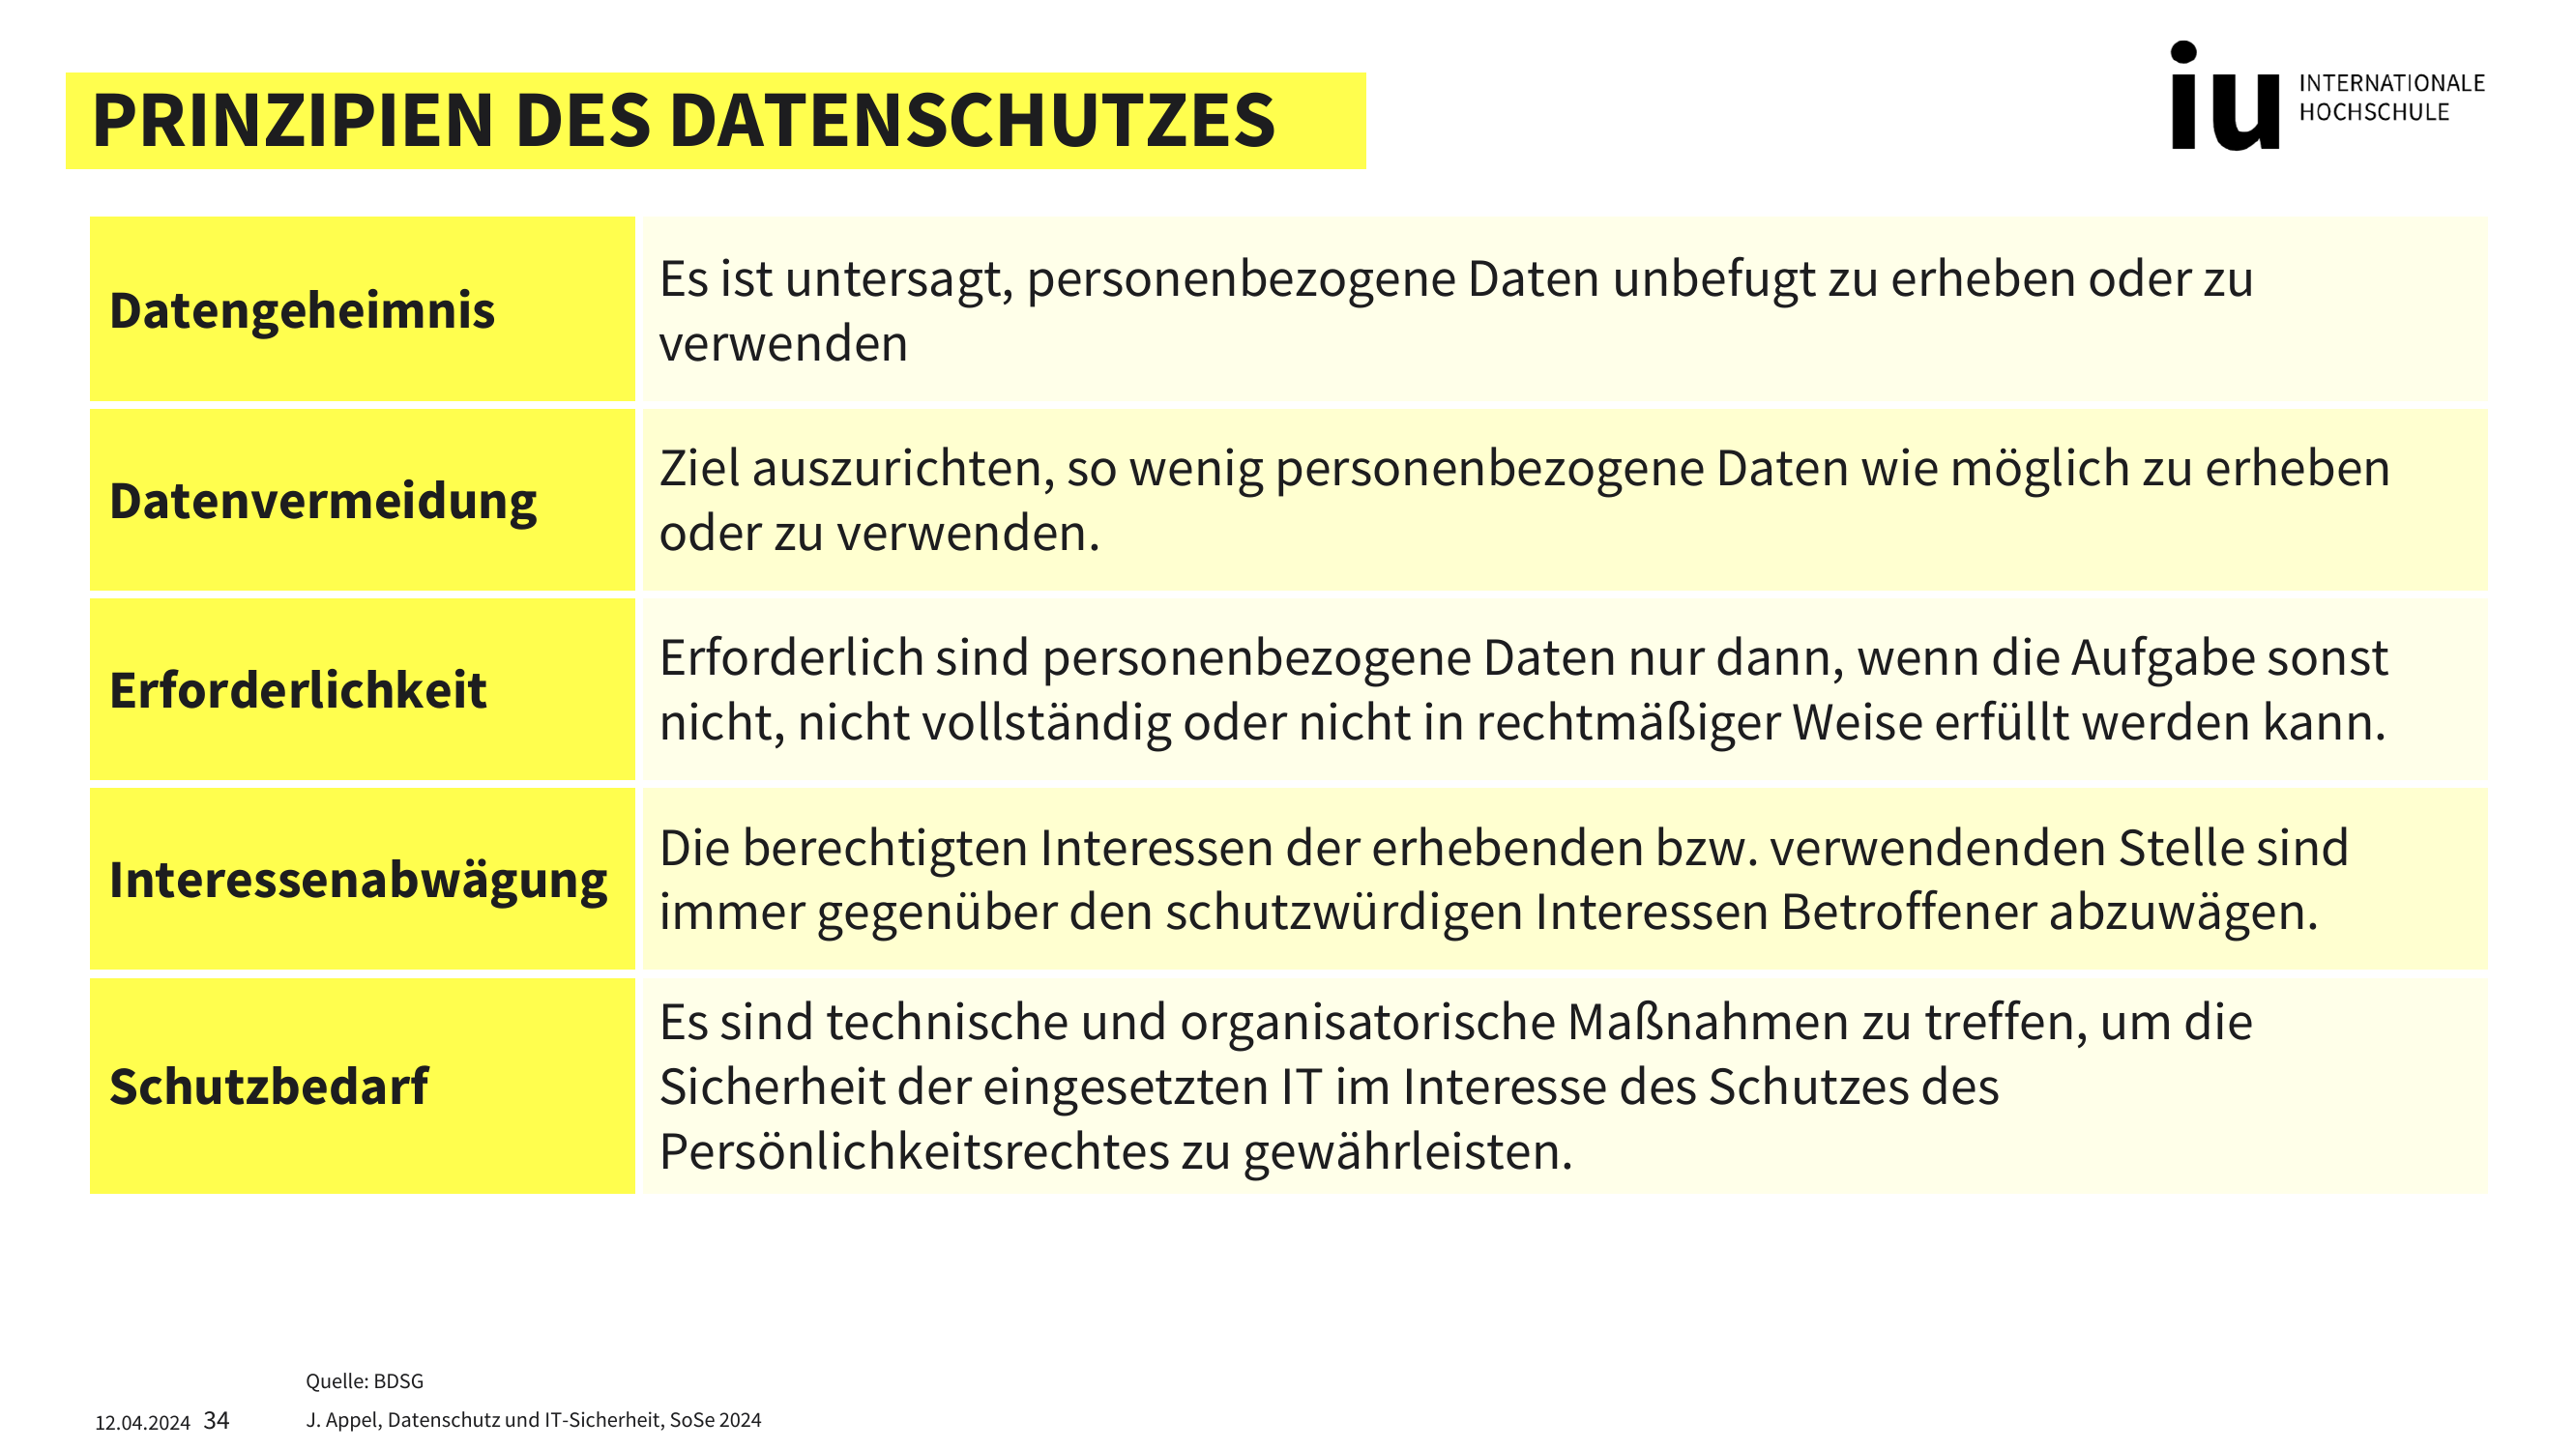 PRINZIPIEN DES DATENSCHUTZES
iu INTERNATIONALE
HOCHSCHULE
Datengeheimnis
Es ist untersagt, personenbezogene Daten unbefugt zu erheben oder zu
verwenden
Datenvermeidung
Ziel auszurichten, so wenig personenbezogene Daten wie möglich zu erheben
oder zu verwenden.
Erforderlichkeit
Erforderlich sind personenbezogene Daten nur dann, wenn die Aufgabe sonst
nicht, nicht vollständig oder nicht in rechtmäßiger Weise erfüllt werden kann.
Interessenabwägung
Die berechtigten Interessen der erhebenden bzw. verwendenden Stelle sind
immer gegenüber den schutzwürdigen Interessen Betroffener abzuwägen.
Schutzbedarf
Es sind technische und organisatorische Maßnahmen zu treffen, um die
Sicherheit der eingesetzten IT im Interesse des Schutzes des
Persönlichkeitsrechtes zu gewährleisten.
Quelle: BDSG
12.04.2024 34 J. Appel, Datenschutz und IT-Sicherheit, SoSe 2024